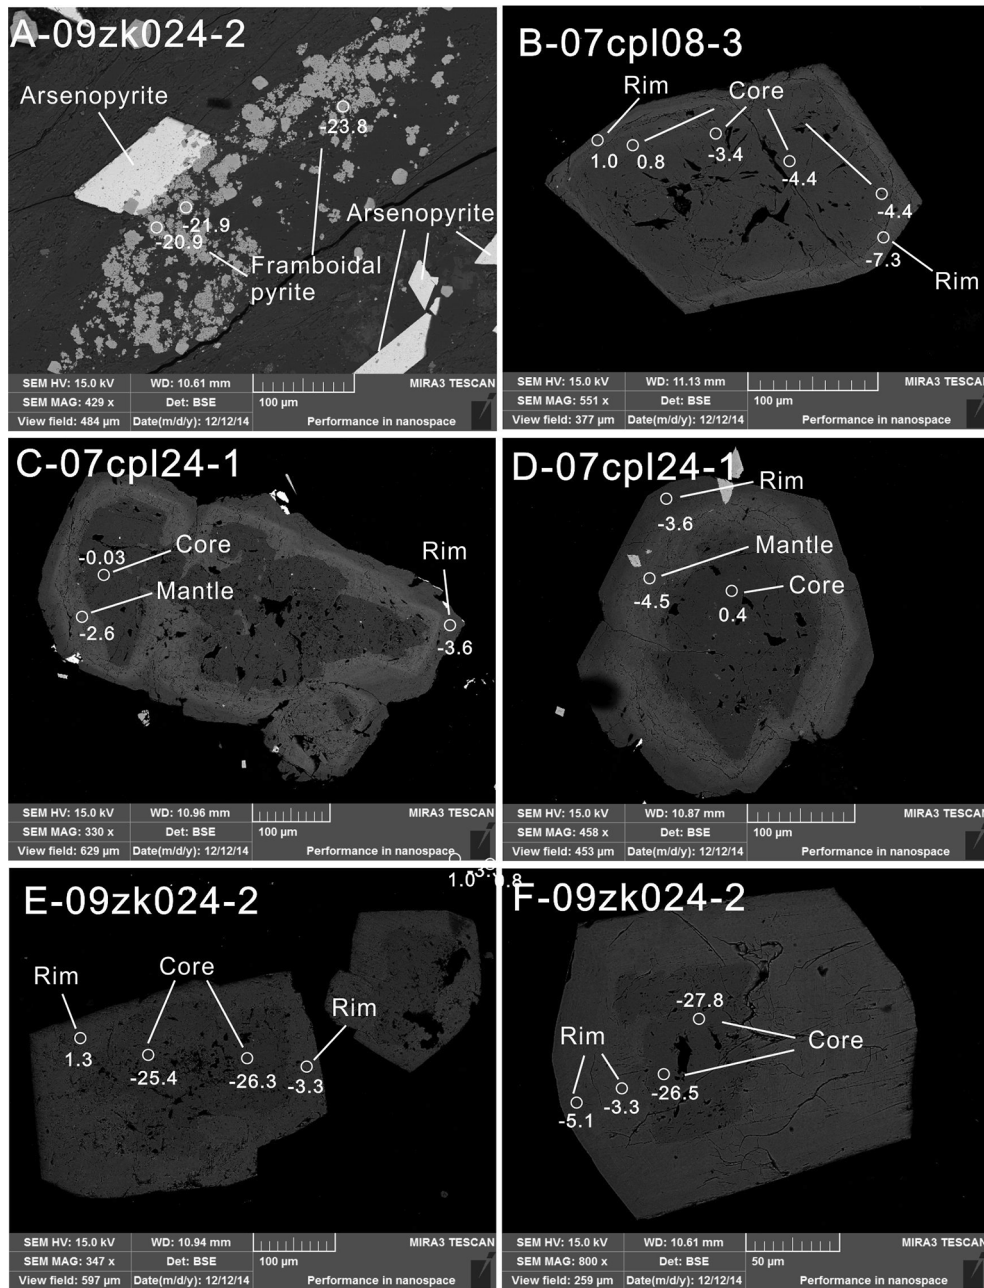 A-09zk024-2
Arsenopyrite
-23.8
Arsenopyrite
-21.9
-20.9
Framboidal
pyrite
SEM HV: 15.0 kV WD: 10.61 mm MIRA3 TESCAN
SEM MAG: 429 x Det: BSE 100 µm
View field: 484 µm Date(m/d/y): 12/12/14 Performance in nanospace
B-07cpl08-3
Rim
Core
1.0 0.8 -3.4
-4.4
-4.4
-7.3
Rim
SEM HV: 15.0 kV WD: 11.13 mm MIRA3 TESCAN
SEM MAG: 551 x Det: BSE 100 µm
View field: 377 µm Date(m/d/y): 12/12/14 Performance in nanospace
C-07cpl24-1
-0.03 Core
Rim
Mantle
-2.6
-3.6
SEM HV: 15.0 kV WD: 10.96 mm MIRA3 TESCAN
SEM MAG: 330 x Det: BSE 100 µm
View field: 629 µm Date(m/d/y): 12/12/14 Performance in nanospace
D-07cpl24-1
Rim
-3.6
Mantle
-4.5
Core
0.4
SEM HV: 15.0 kV WD: 10.87 mm MIRA3 TESCAN
SEM MAG: 458 x Det: BSE 100 µm
View field: 453 µm Date(m/d/y): 12/12/14 Performance in nanospace
1.0 0.8
E-09zk024-2
Rim
Core
Rim
1.3
-25.4
-26.3
-3.3
SEM HV: 15.0 kV WD: 10.94 mm MIRA3 TESCAN
SEM MAG: 347 x Det: BSE 100 µm
View field: 597 µm Date(m/d/y): 12/12/14 Performance in nanospace
F-09zk024-2
-27.8
Rim
Core
-26.5
-5.1
-3.3
SEM HV: 15.0 kV WD: 10.61 mm MIRA3 TESCAN
SEM MAG: 800 x Det: BSE 50 µm
View field: 259 µm Date(m/d/y): 12/12/14 Performance in nanospace